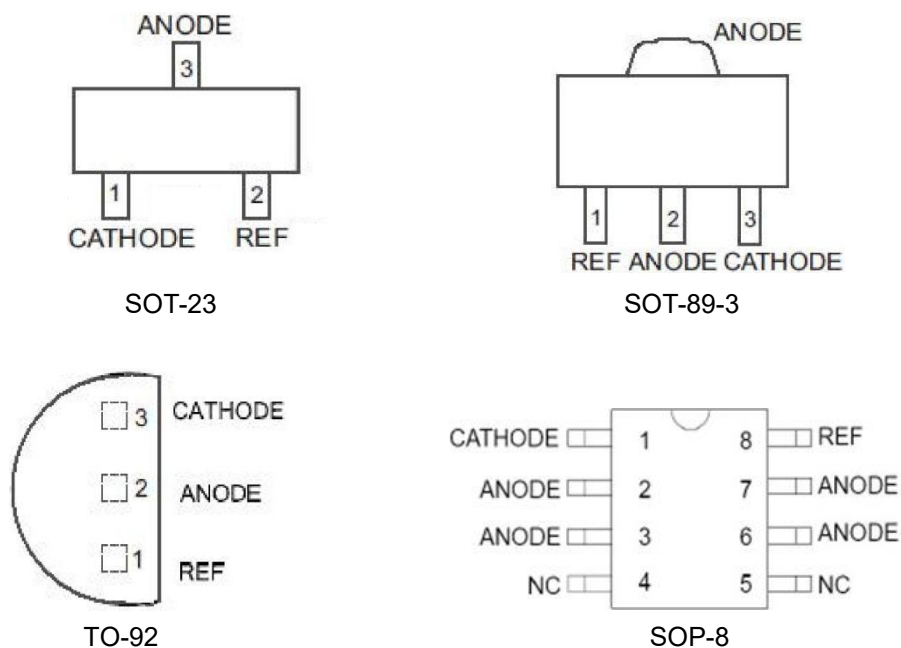 ANODE
3
1
2
CATHODE REF
SOT-23
ANODE
1 2 3
REF ANODE CATHODE
SOT-89-3
3 CATHODE
2 ANODE
1 REF
TO-92
CATHODE 1 8 REF
ANODE 2 7 ANODE
ANODE 3 6 ANODE
NC 4 5 NC
SOP-8